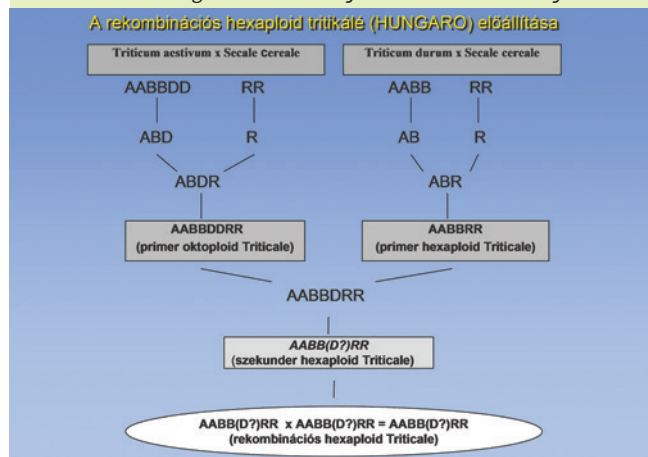 A rekombinációs hexaploid tritikálé (HUNGARO) előállítása
Triticum aestivum x Secale cereale
Triticum durum x Secale cereale
AABBDD RR
AABB RR
ABD R
AB R
ABDR
ABR
AABBDDRR
(primer oktoploid Triticale)
AABBRR
(primer hexaploid Triticale)
AABBDRR
AABB(D?)RR
(szekunder hexaploid Triticale)
AABB(D?)RR x AABB(D?)RR = AABB(D?)RR
(rekombinációs hexaploid Triticale)